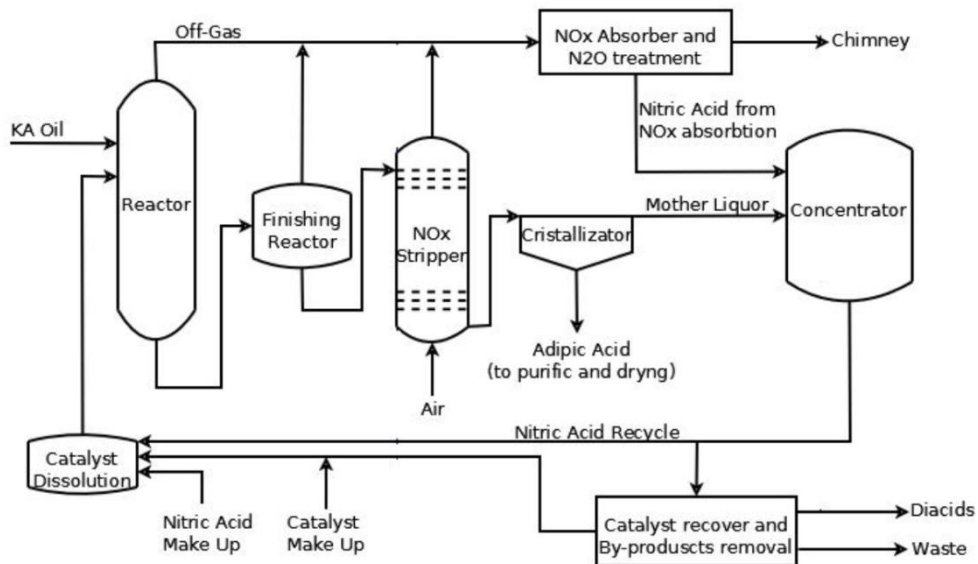 Off-Gas
NOx Absorber and
N2O treatment
Chimney
KA Oil
Nitric Acid from
NOx absorbtion
Reactor
Finishing
Reactor
NOx
Stripper
Mother Liquor
Cristallizator
Concentrator
Adipic Acid
(to purific and dryng)
Air
Nitric Acid Recycle
Catalyst
Dissolution
Nitric Acid
Make Up
Catalyst
Make Up
Catalyst recover and
By-produscts removal
Diacids
Waste